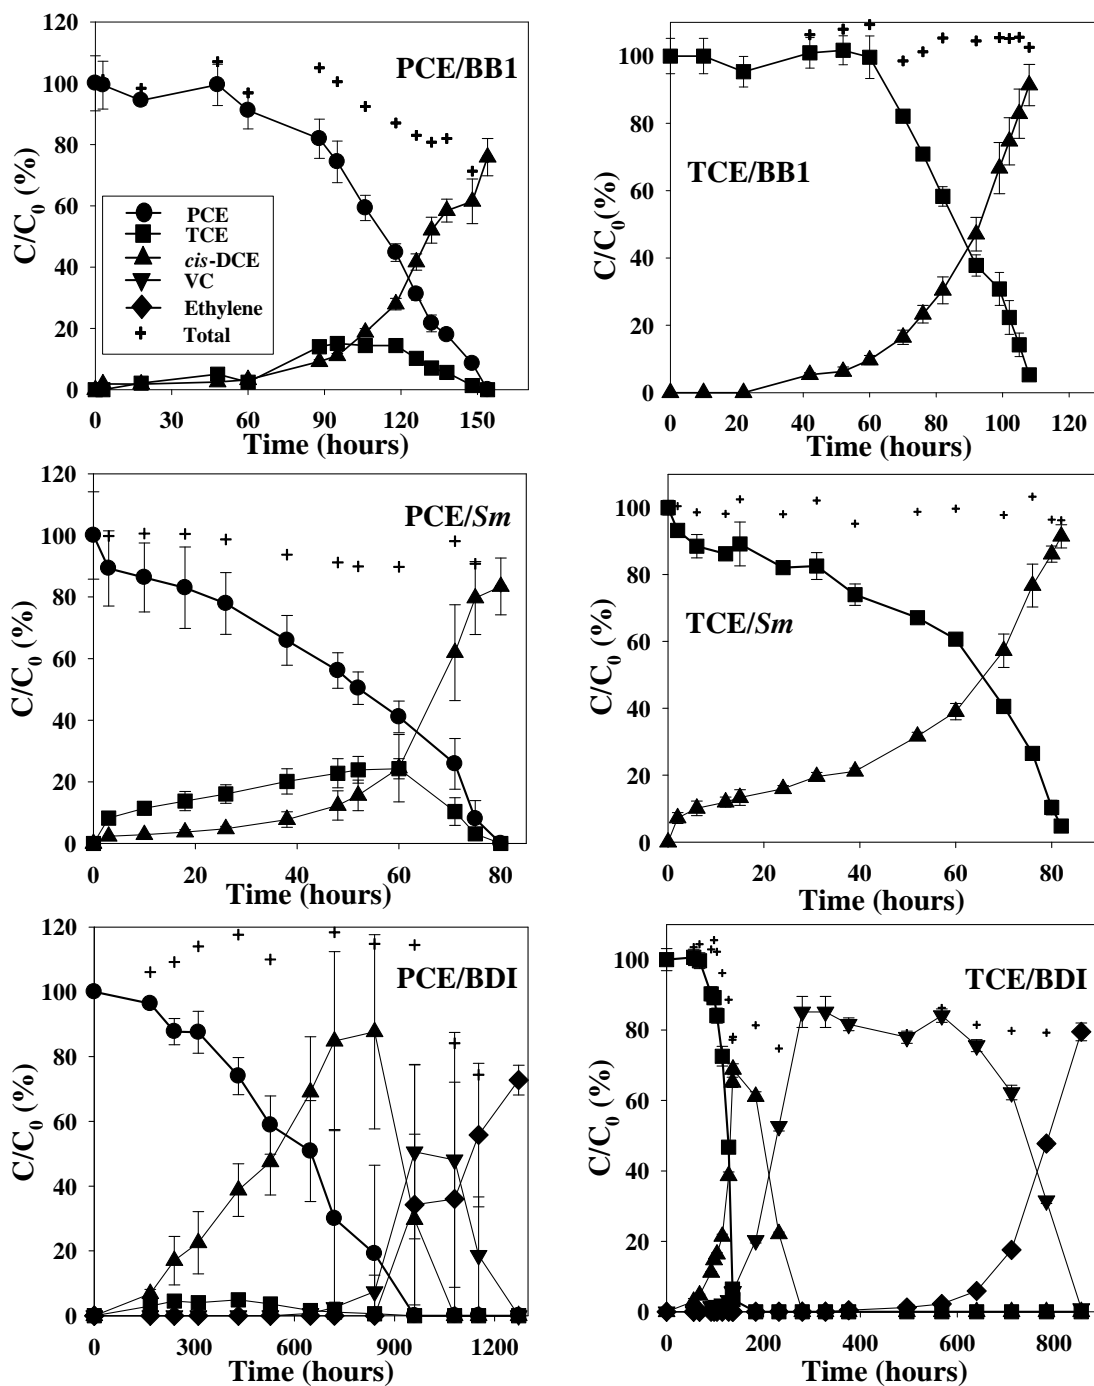 120
100
80
60
40
20
0
C/C0 (%)
PCE/BB1
PCE
TCE
cis-DCE
VC
Ethylene
Total
0 30 60 90 120 150
Time (hours)
100
80
60
40
20
0
C/C0(%)
TCE/BB1
0 20 40 60 80 100 120
Time (hours)
120
100
80
60
40
20
0
C/C0 (%)
PCE/Sm
0 20 40 60 80
Time (hours)
100
80
60
40
20
0
C/C0 (%)
TCE/Sm
0 20 40 60 80
Time (hours)
120
100
80
60
40
20
0
C/C0 (%)
PCE/BDI
0 300 600 900 1200
Time (hours)
100
80
60
40
20
0
C/C0 (%)
TCE/BDI
0 200 400 600 800
Time (hours)